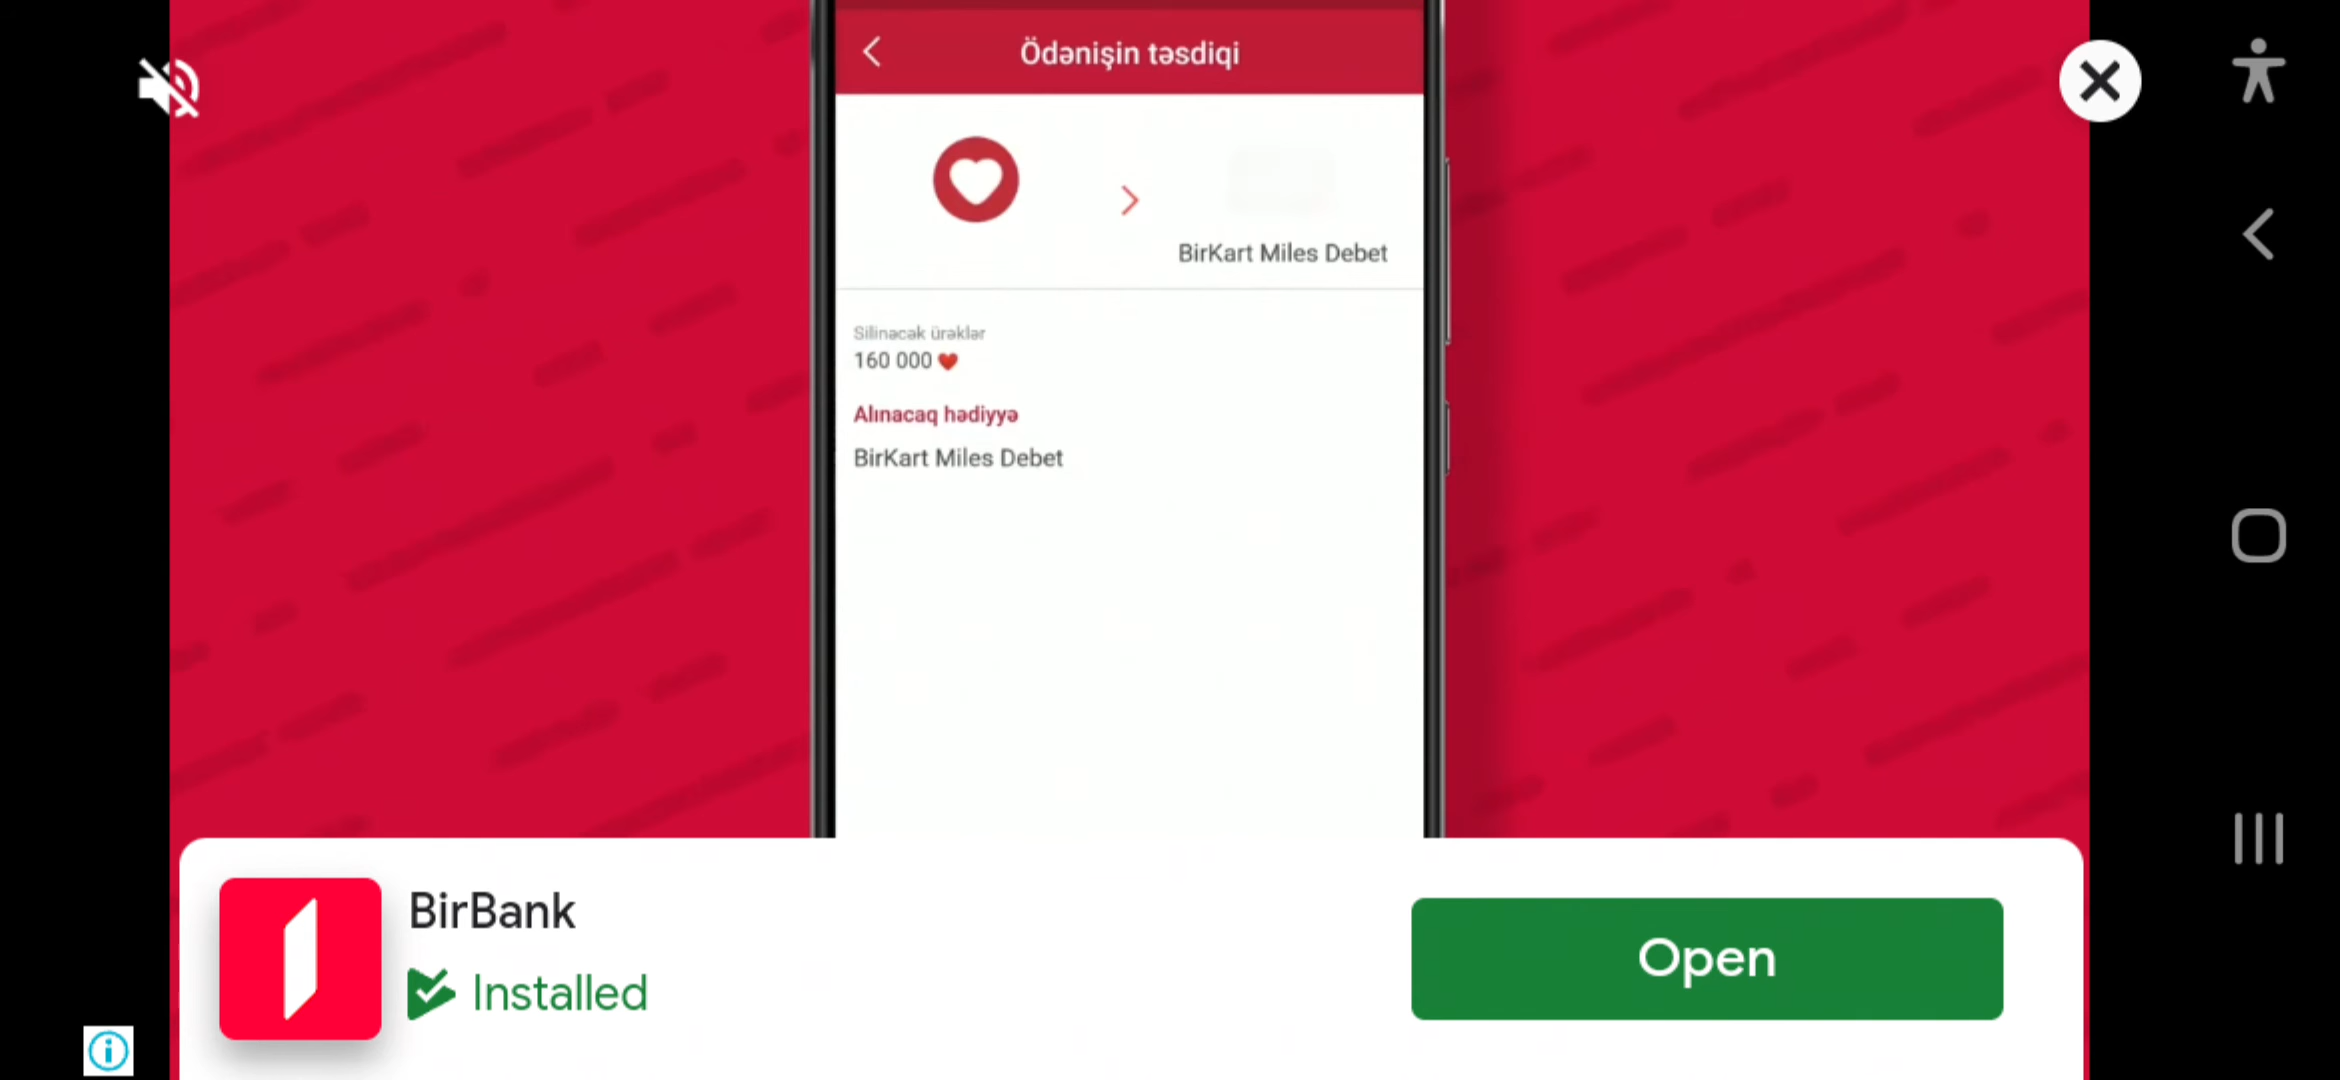 Ödənişin təsdiqi
BirKart Miles Debet
Silinəcək ürəklər
160 000
Alınacaq hədiyyə
BirKart Miles Debet
BirBank
Installed
Open